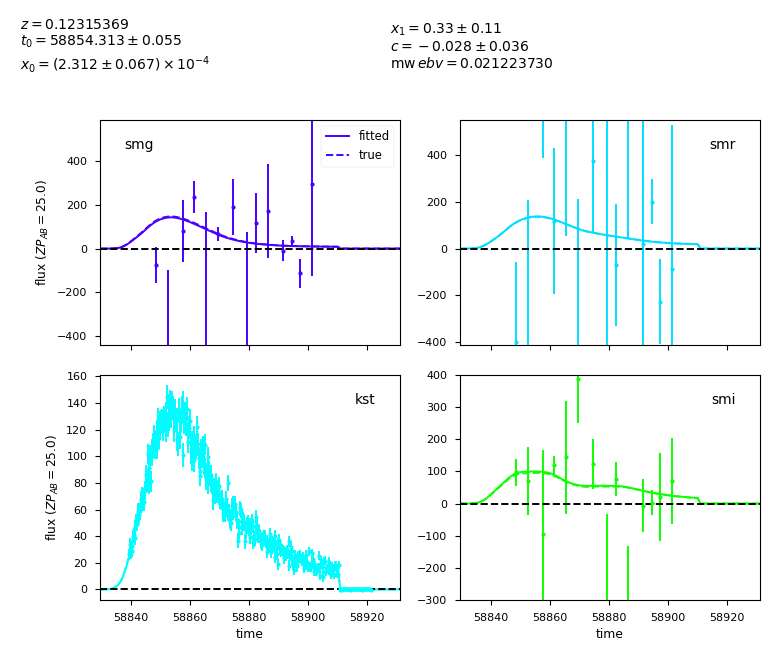 z = 0.12315369
t₀ = 58854.313 ± 0.055
x₀ = (2.312 ± 0.067) × 10⁻⁴
x₁ = 0.33 ± 0.11
c = −0.028 ± 0.036
mw ebv = 0.021223730
smg
fitted
true
400
200
0
−200
−400
flux (ZP_AB = 25.0)
smr
400
200
0
−200
−400
kst
160
140
120
100
80
60
40
20
0
flux (ZP_AB = 25.0)
58840 58860 58880 58900 58920
time
smi
400
300
200
100
0
−100
−200
−300
58840 58860 58880 58900 58920
time